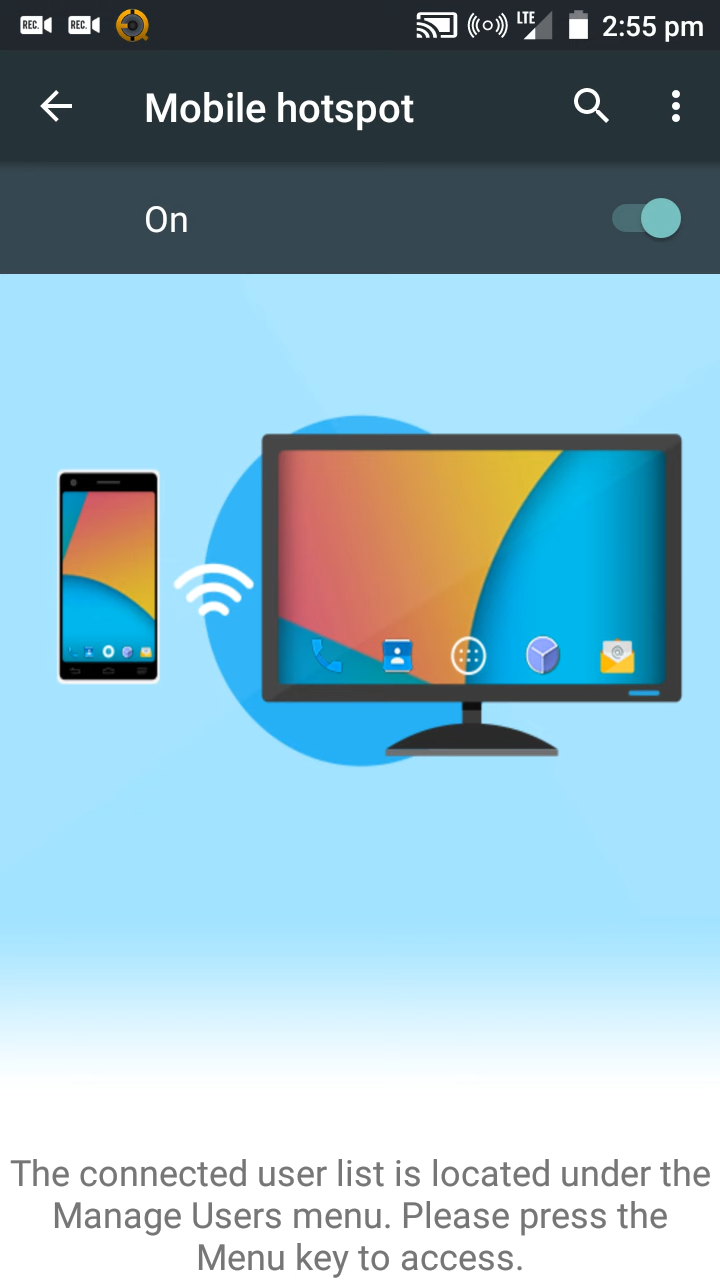 REC. REC. LTE 2:55 pm
Mobile hotspot
On
The connected user list is located under the
Manage Users menu. Please press the
Menu key to access.